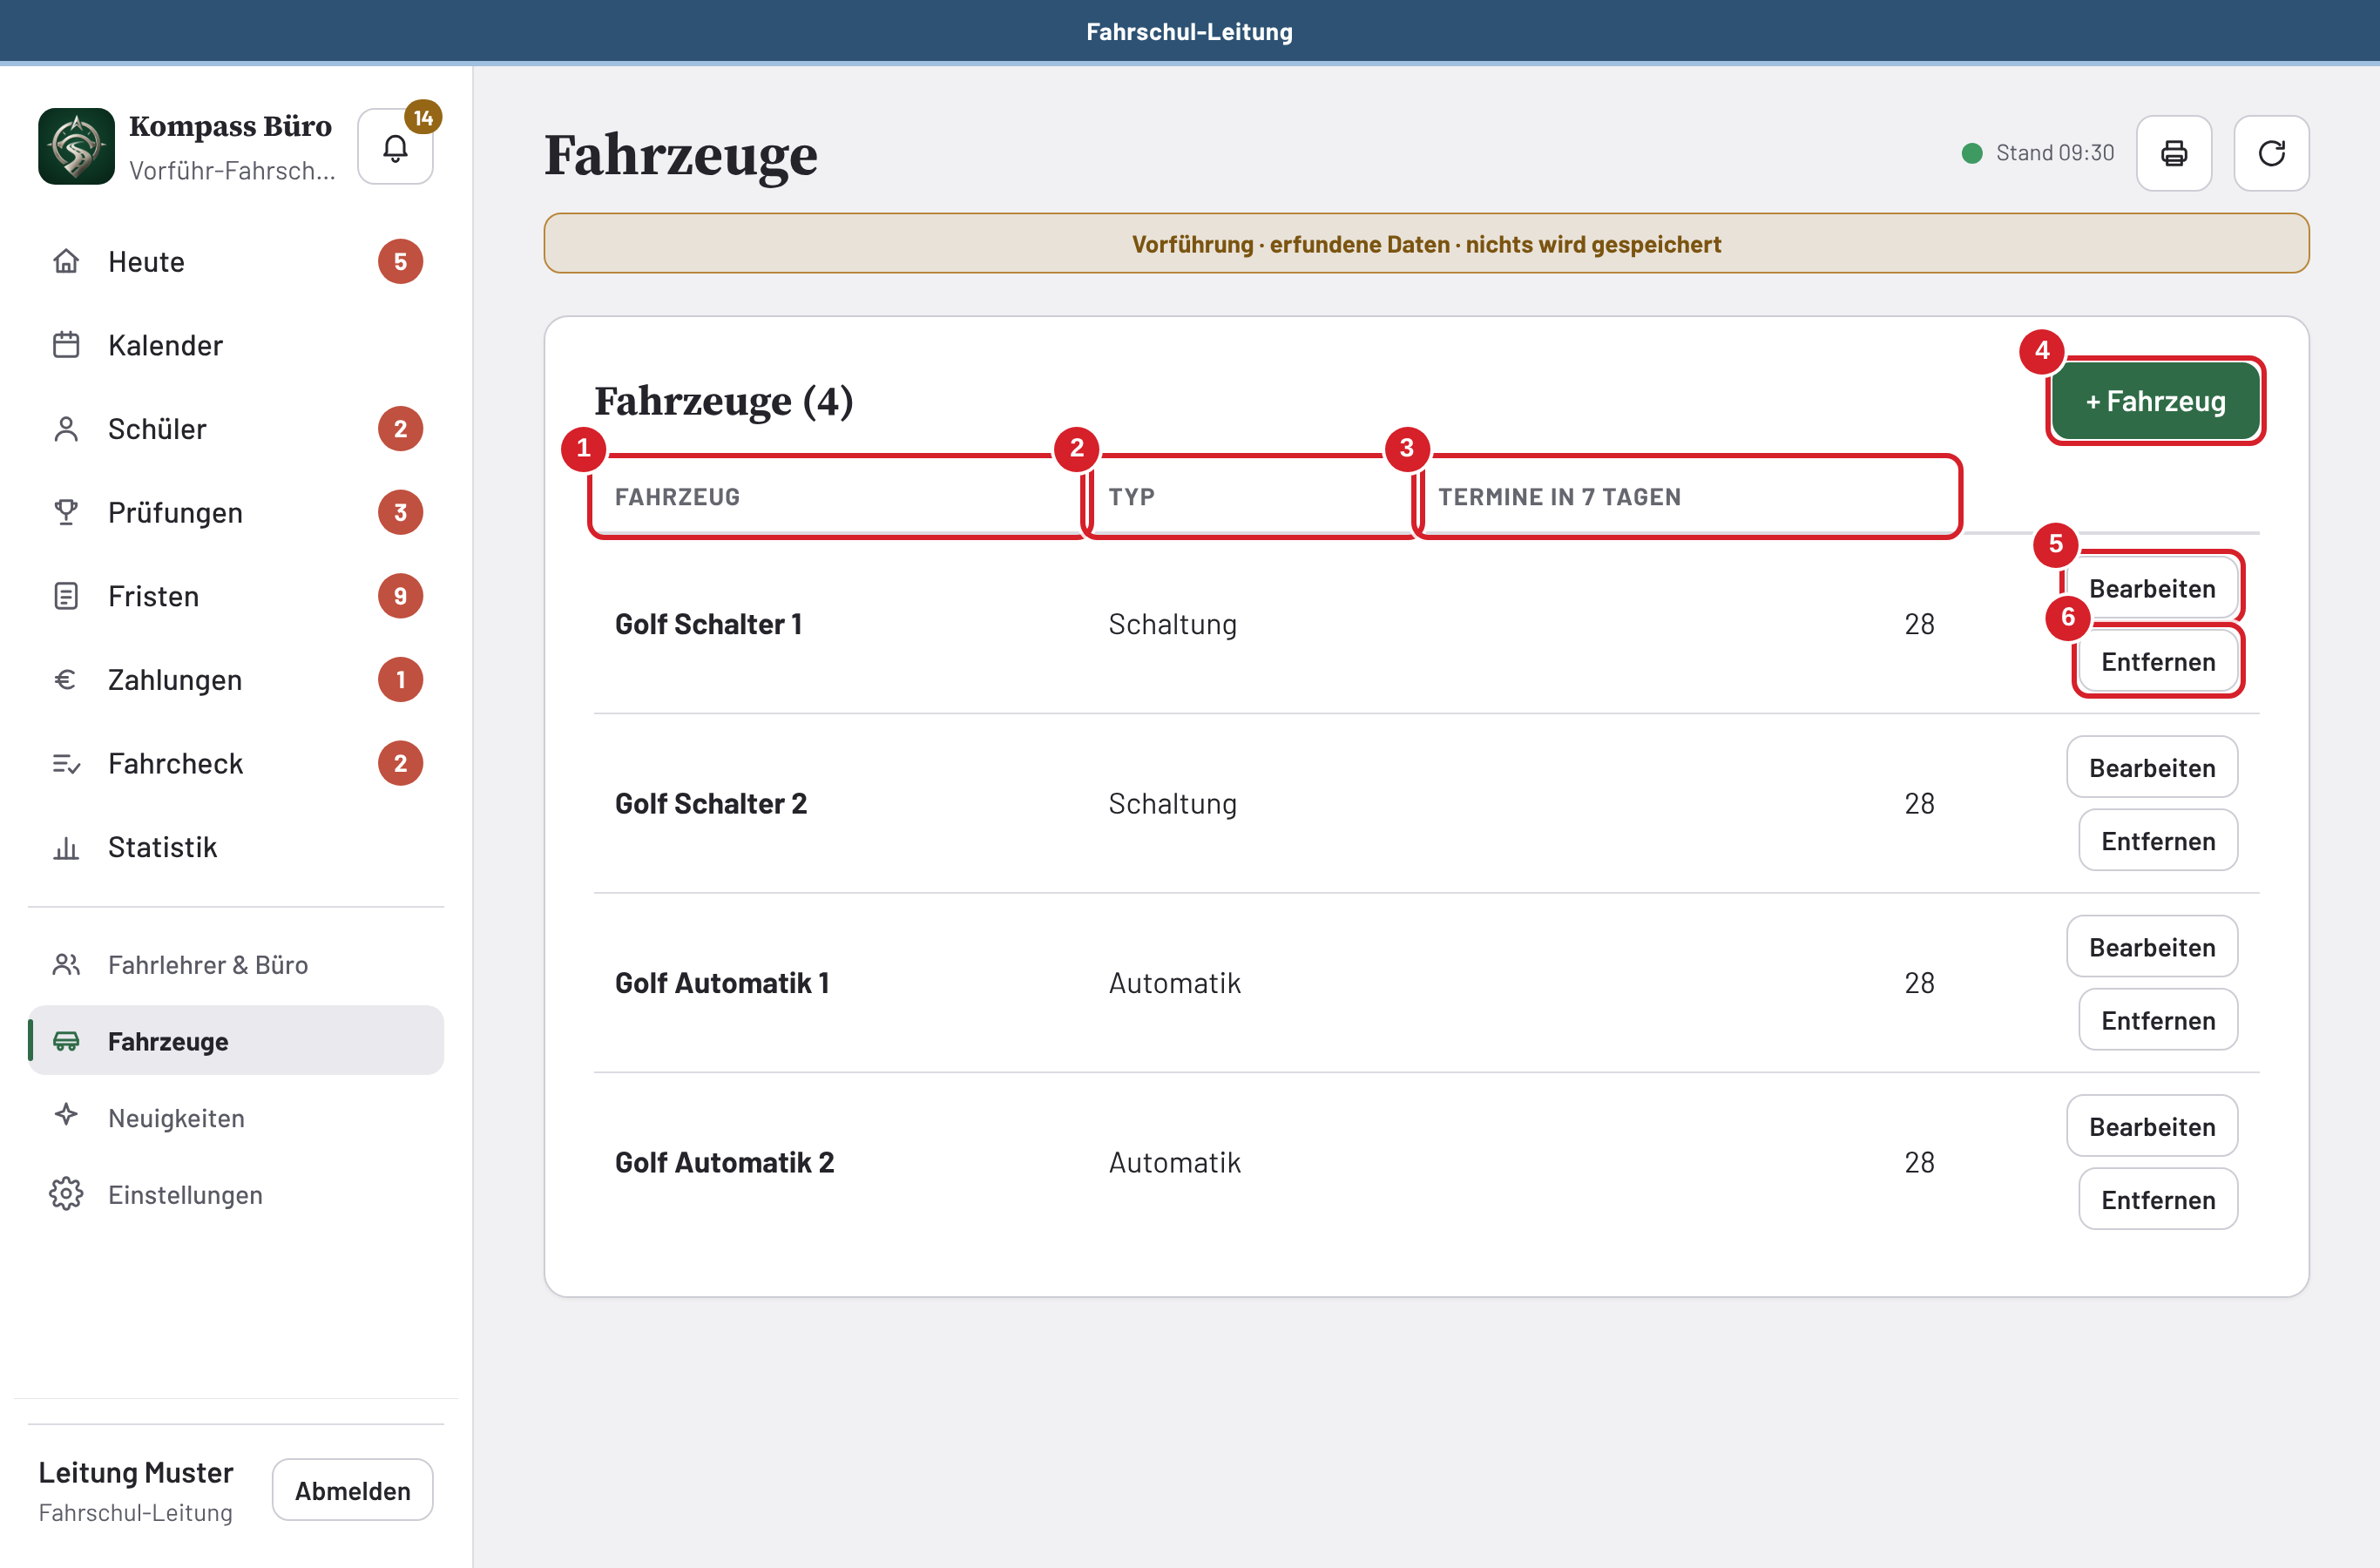 Fahrschul-Leitung
Kompass Büro
Vorführ-Fahrsch...
14
Heute 5
Kalender
Schüler 2
Prüfungen 3
Fristen 9
€ Zahlungen 1
Fahrcheck 2
Statistik
Fahrlehrer & Büro
Fahrzeuge
Neuigkeiten
Einstellungen
Leitung Muster
Fahrschul-Leitung
Abmelden
Fahrzeuge
Stand 09:30
Vorführung · erfundene Daten · nichts wird gespeichert
Fahrzeuge (4)
4
+ Fahrzeug
1 2 3
FAHRZEUG TYP TERMINE IN 7 TAGEN
5
Bearbeiten
Golf Schalter 1 Schaltung 28
6
Entfernen
Bearbeiten
Golf Schalter 2 Schaltung 28
Entfernen
Bearbeiten
Golf Automatik 1 Automatik 28
Entfernen
Bearbeiten
Golf Automatik 2 Automatik 28
Entfernen